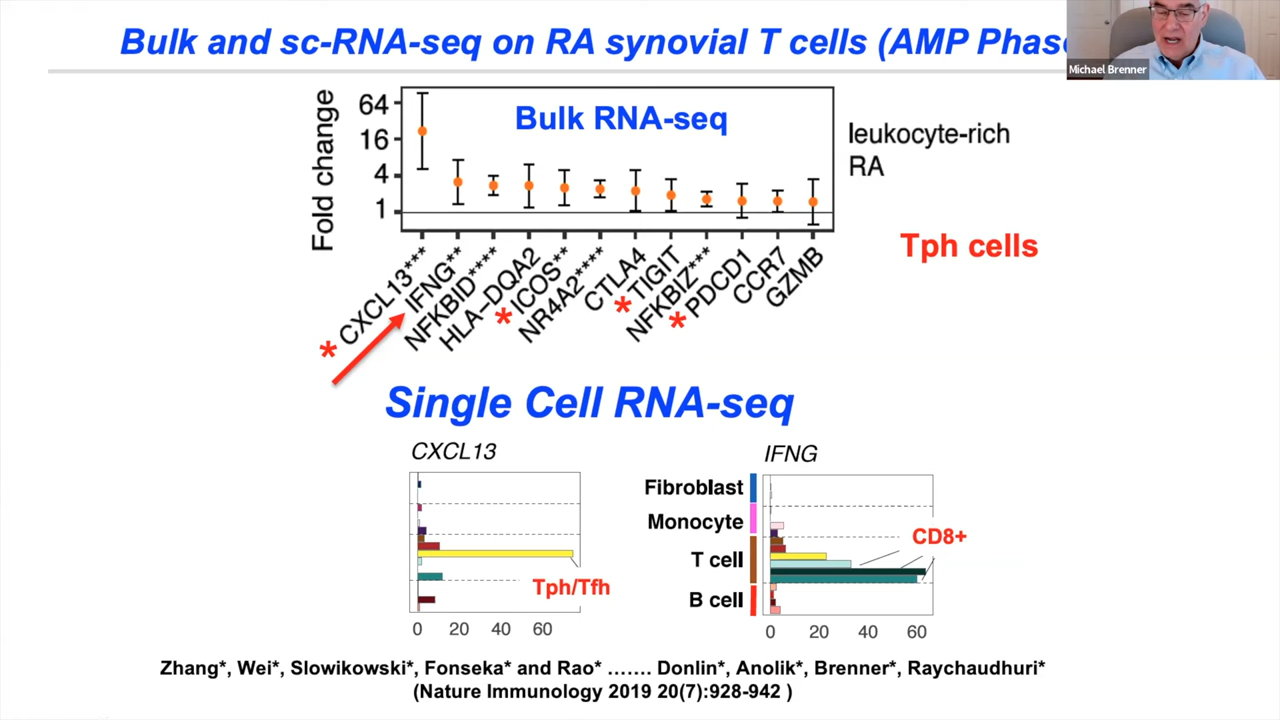 Bulk and sc-RNA-seq on RA synovial T cells (AMP Phas
Michael Brenner
Fold change
64
16
4
1
Bulk RNA-seq
leukocyte-rich
RA
Tph cells
* CXCL13***
IFNG**
NFKBID****
HLA-DQA2
* ICOS**
NR4A2****
CTLA4
* TIGIT
NFKBIZ***
* PDCD1
CCR7
GZMB
Single Cell RNA-seq
CXCL13
Tph/Tfh
0 20 40 60
IFNG
Fibroblast
Monocyte
T cell
B cell
CD8+
0 20 40 60
Zhang*, Wei*, Slowikowski*, Fonseka* and Rao* ……. Donlin*, Anolik*, Brenner*, Raychaudhuri*
(Nature Immunology 2019 20(7):928-942 )